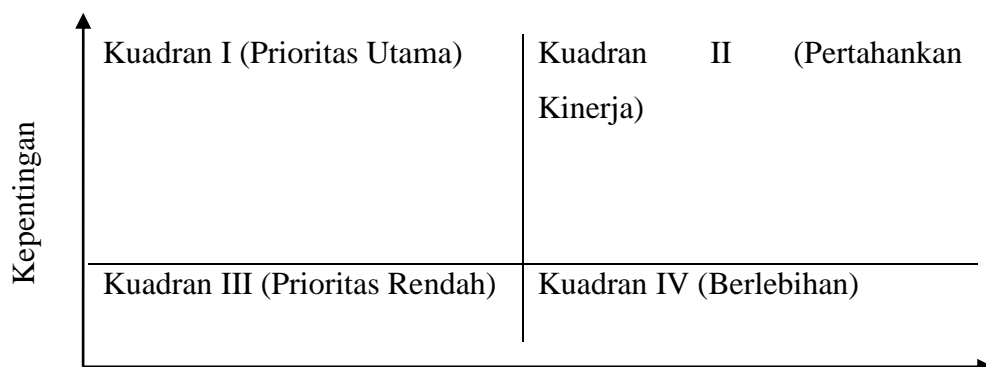 Kuadran I (Prioritas Utama)
Kuadran II (Pertahankan
Kinerja)
Kepentingan
Kuadran III (Prioritas Rendah)
Kuadran IV (Berlebihan)